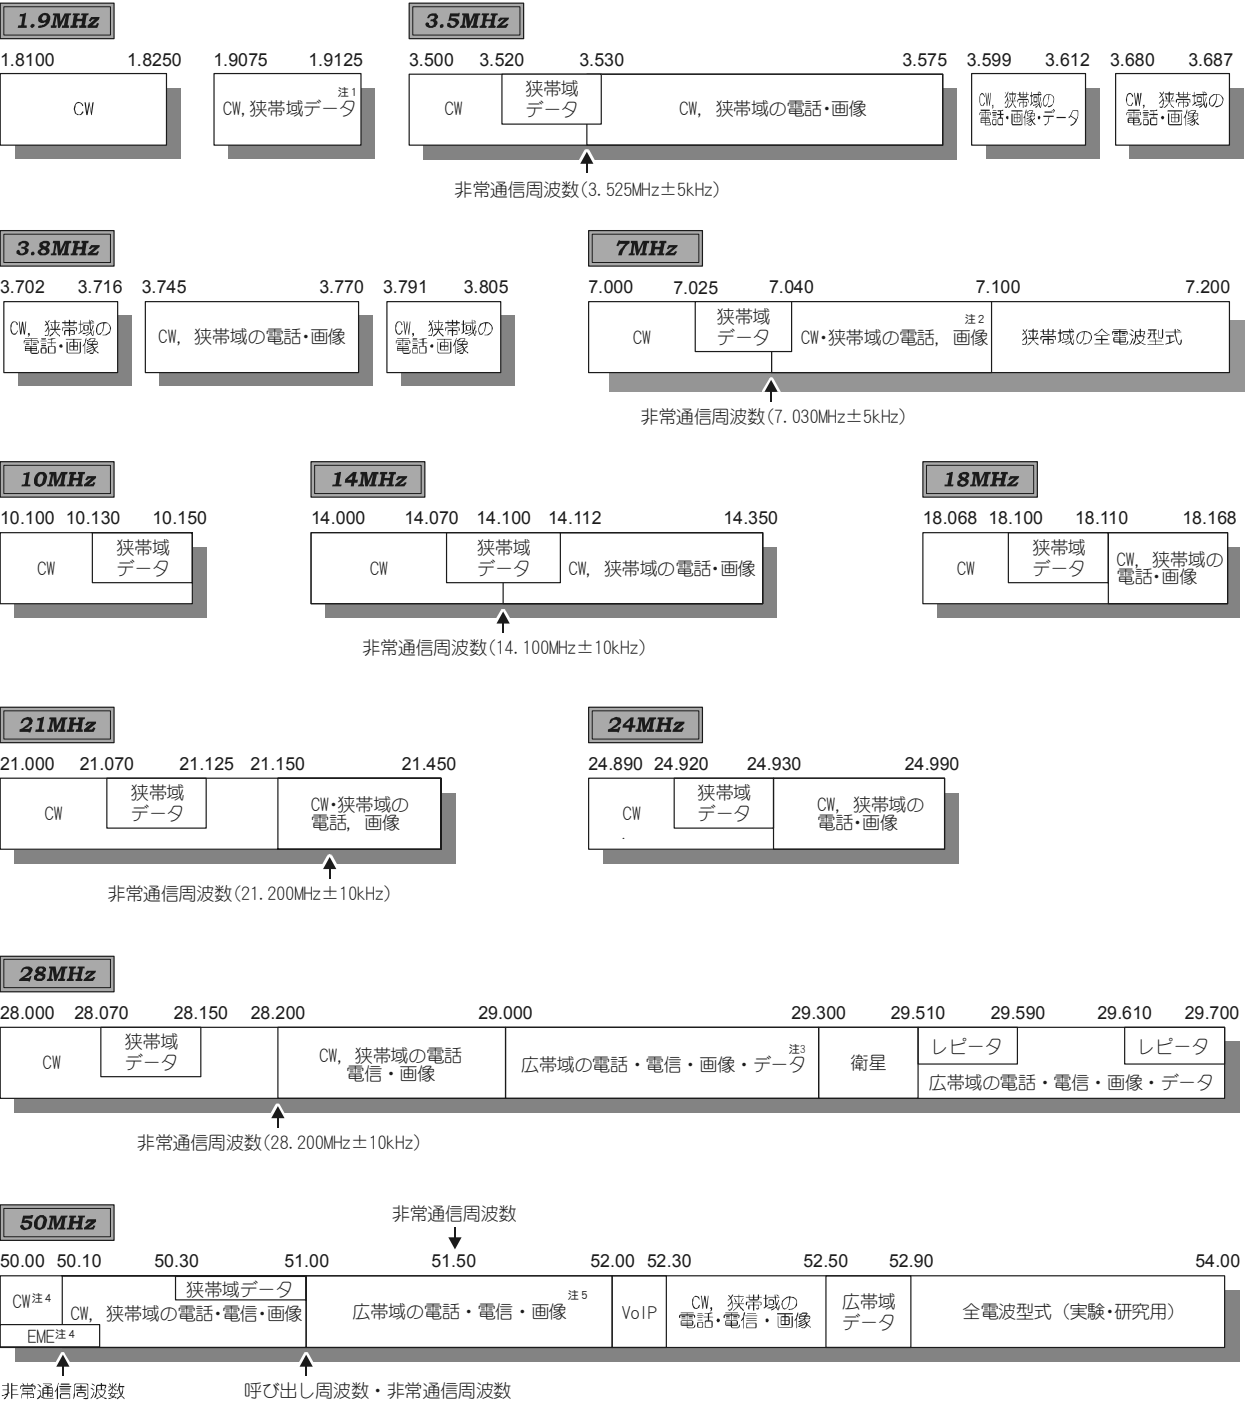 1.9MHz
3.5MHz
1.8100 1.8250 1.9075 1.9125 3.500 3.520 3.530 3.575 3.599 3.612 3.680 3.687
CW
CW, 狭帯域データ 注1
CW
狭帯域
データ
CW, 狭帯域の電話・画像
CW, 狭帯域の
電話・画像・データ
CW, 狭帯域の
電話・画像
非常通信周波数(3.525MHz±5kHz)
3.8MHz
7MHz
3.702 3.716 3.745 3.770 3.791 3.805 7.000 7.025 7.040 7.100 7.200
CW, 狭帯域の
電話・画像
CW, 狭帯域の電話・画像
CW, 狭帯域の
電話・画像
CW
狭帯域
データ
CW・狭帯域の電話, 画像 注2
狭帯域の全電波型式
非常通信周波数(7.030MHz±5kHz)
10MHz
14MHz
18MHz
10.100 10.130 10.150 14.000 14.070 14.100 14.112 14.350 18.068 18.100 18.110 18.168
CW
狭帯域
データ
CW
狭帯域
データ
CW, 狭帯域の電話・画像
CW
狭帯域
データ
CW, 狭帯域の
電話・画像
非常通信周波数(14.100MHz±10kHz)
21MHz
24MHz
21.000 21.070 21.125 21.150 21.450 24.890 24.920 24.930 24.990
CW
狭帯域
データ
CW・狭帯域の
電話, 画像
CW
狭帯域
データ
CW, 狭帯域の
電話・画像
非常通信周波数(21.200MHz±10kHz)
28MHz
28.000 28.070 28.150 28.200 29.000 29.300 29.510 29.590 29.610 29.700
CW
狭帯域
データ
CW, 狭帯域の電話
電信・画像
広帯域の電話・電信・画像・データ 注3
衛星
レピータ
レピータ
広帯域の電話・電信・画像・データ
非常通信周波数(28.200MHz±10kHz)
50MHz
非常通信周波数
50.00 50.10 50.30 51.00 51.50 52.00 52.30 52.50 52.90 54.00
CW注4
狭帯域データ
CW, 狭帯域の電話・電信・画像
EME注4
広帯域の電話・電信・画像 注5
VoIP
CW, 狭帯域の
電話・電信・画像
広帯域
データ
全電波型式（実験・研究用）
非常通信周波数
呼び出し周波数・非常通信周波数